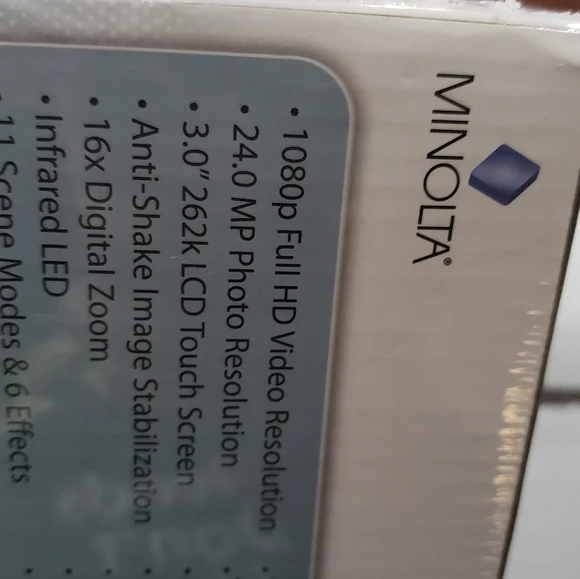 MINOLTA®
• 1080p Full HD Video Resolution
• 24.0 MP Photo Resolution
• 3.0" 262k LCD Touch Screen
• Anti-Shake Image Stabilization
• 16x Digital Zoom
• Infrared LED
• 11 Scene Modes & 6 Effects